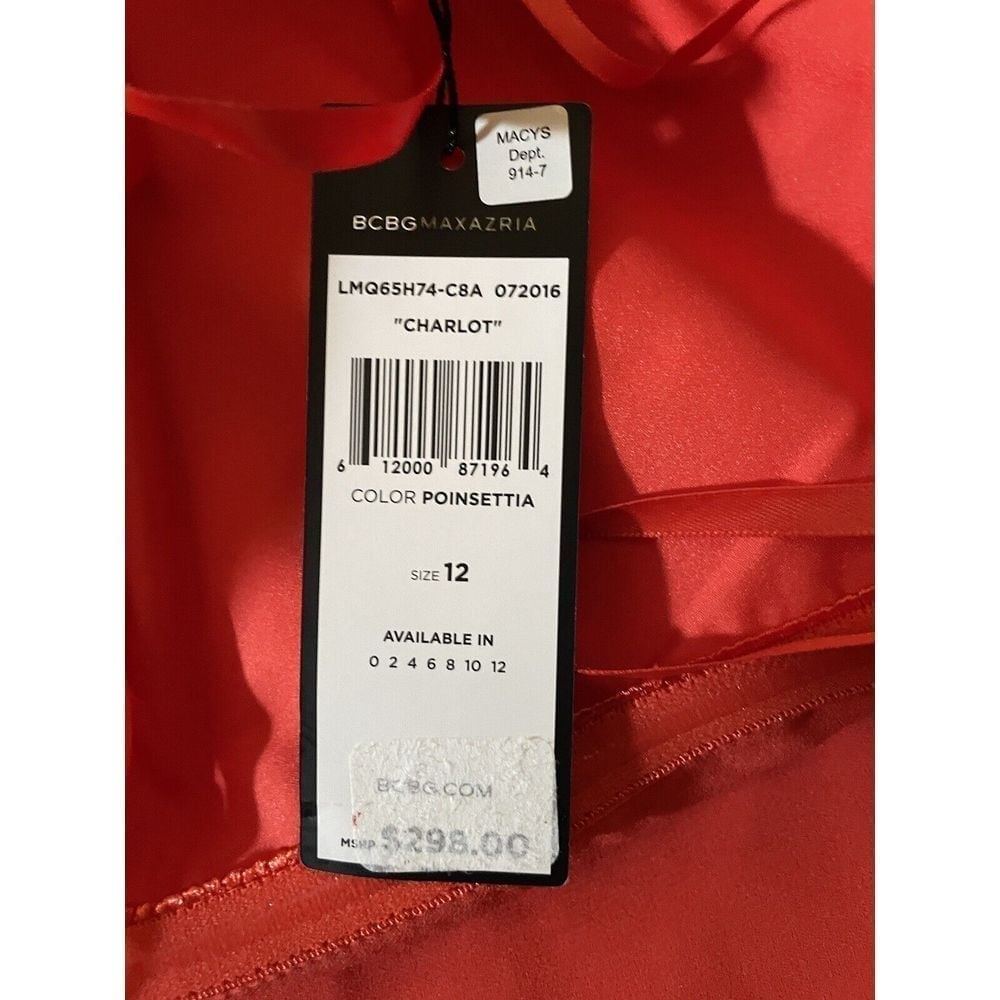 MACYS
Dept.
914-7
BCBGMAXAZRIA
LMQ65H74-C8A 072016
"CHARLOT"
6 12000 87196 4
COLOR POINSETTIA
SIZE 12
AVAILABLE IN
0 2 4 6 8 10 12
BCBG.COM
MSRP $298.00